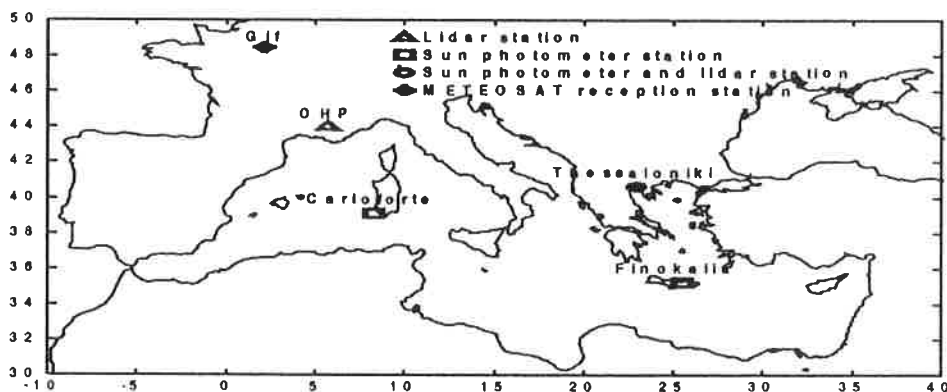 50
48
46
44
42
40
38
36
34
32
30
Gif
Lidar station
Sun photometer station
Sun photometer and lidar station
METEOSAT reception station
OHP
Thessaloniki
Carloforte
Finokalia
-10 -5 0 5 10 15 20 25 30 35 40